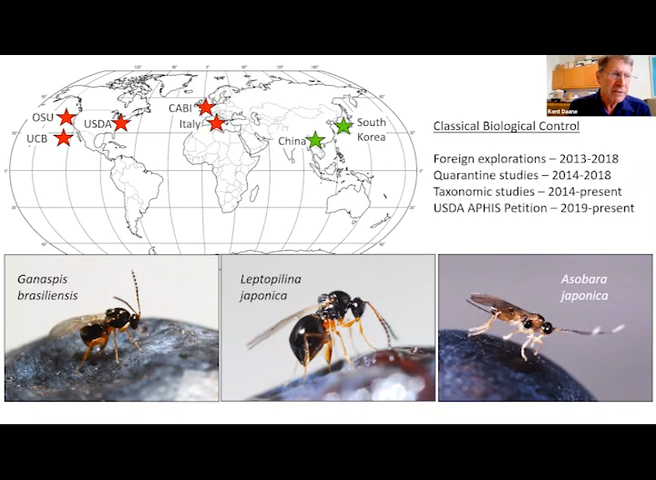 Kent Daane
OSU
UCB
USDA
CABI
Italy
China
South
Korea
Classical Biological Control
Foreign explorations – 2013-2018
Quarantine studies – 2014-2018
Taxonomic studies – 2014-present
USDA APHIS Petition – 2019-present
Ganaspis
brasiliensis
Leptopilina
japonica
Asobara
japonica